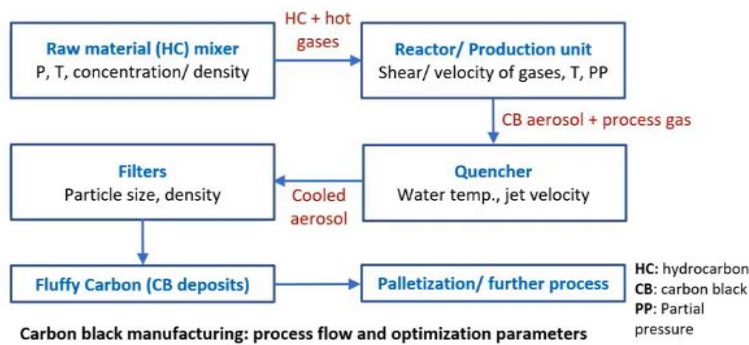 Raw material (HC) mixer
P, T, concentration/ density
HC + hot
gases
Reactor/ Production unit
Shear/ velocity of gases, T, PP
CB aerosol + process gas
Filters
Particle size, density
Cooled
aerosol
Quencher
Water temp., jet velocity
Fluffy Carbon (CB deposits)
Palletization/ further process
HC: hydrocarbon
CB: carbon black
PP: Partial
pressure
Carbon black manufacturing: process flow and optimization parameters